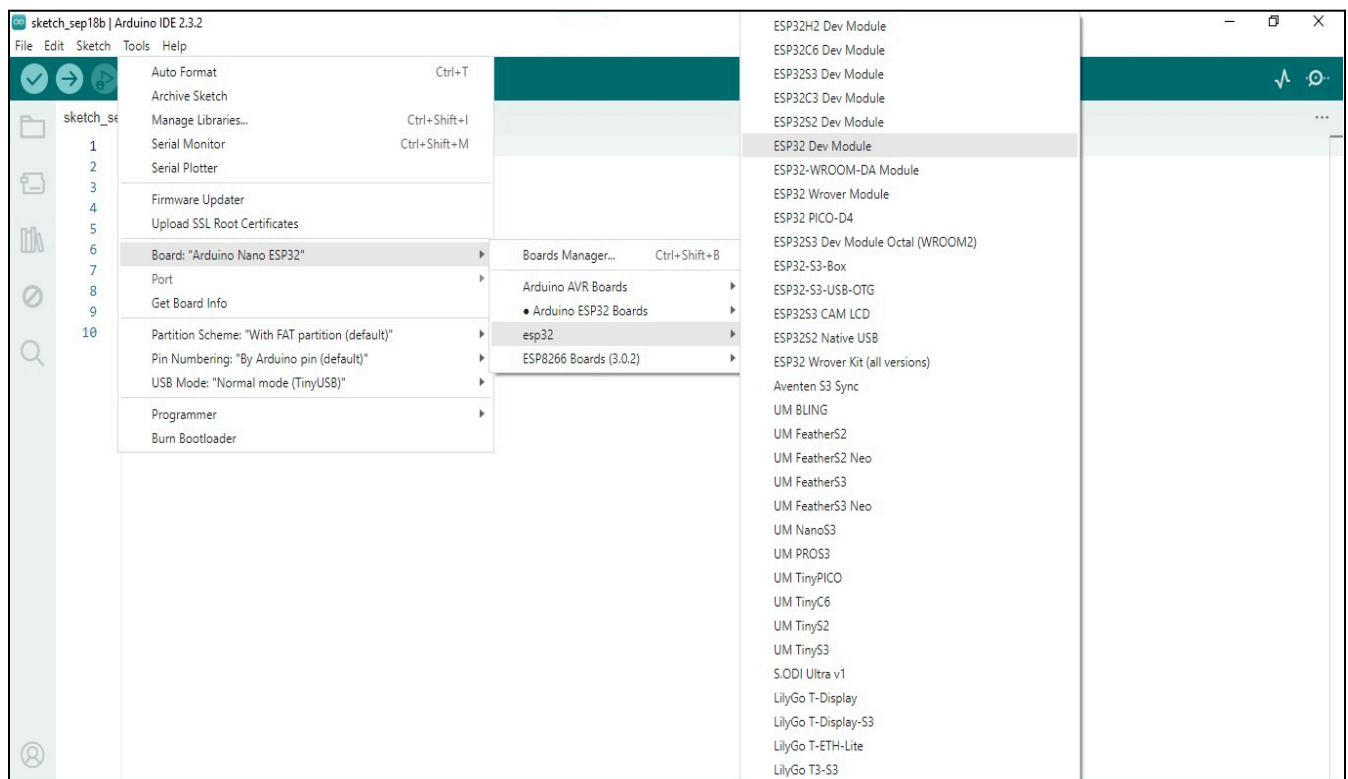 sketch_sep18b | Arduino IDE 2.3.2
File Edit Sketch Tools Help
sketch_se
1
2
3
4
5
6
7
8
9
10
Auto Format Ctrl+T
Archive Sketch
Manage Libraries... Ctrl+Shift+I
Serial Monitor Ctrl+Shift+M
Serial Plotter
Firmware Updater
Upload SSL Root Certificates
Board: "Arduino Nano ESP32"
Port
Get Board Info
Partition Scheme: "With FAT partition (default)"
Pin Numbering: "By Arduino pin (default)"
USB Mode: "Normal mode (TinyUSB)"
Programmer
Burn Bootloader
Boards Manager... Ctrl+Shift+B
Arduino AVR Boards
• Arduino ESP32 Boards
esp32
ESP8266 Boards (3.0.2)
ESP32H2 Dev Module
ESP32C6 Dev Module
ESP32S3 Dev Module
ESP32C3 Dev Module
ESP32S2 Dev Module
ESP32 Dev Module
ESP32-WROOM-DA Module
ESP32 Wrover Module
ESP32 PICO-D4
ESP32S3 Dev Module Octal (WROOM2)
ESP32-S3-Box
ESP32-S3-USB-OTG
ESP32S3 CAM LCD
ESP32S2 Native USB
ESP32 Wrover Kit (all versions)
Aventen S3 Sync
UM BLING
UM FeatherS2
UM FeatherS2 Neo
UM FeatherS3
UM FeatherS3 Neo
UM NanoS3
UM PROS3
UM TinyPICO
UM TinyC6
UM TinyS2
UM TinyS3
S.ODI Ultra v1
LilyGo T-Display
LilyGo T-Display-S3
LilyGo T-ETH-Lite
LilyGo T3-S3